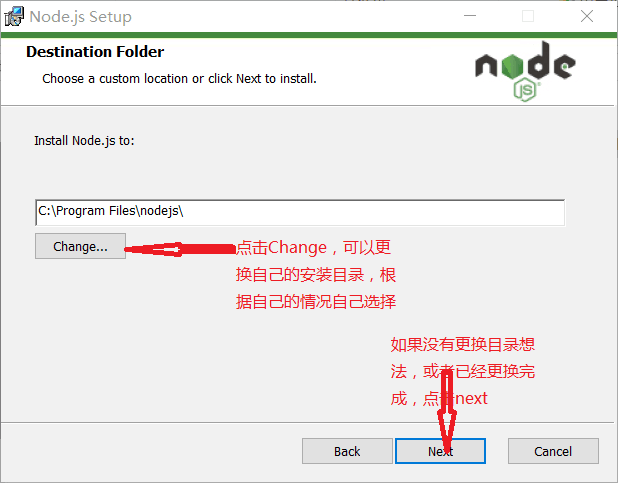 Node.js Setup
Destination Folder
Choose a custom location or click Next to install.
node
JS
Install Node.js to:
C:\Program Files\nodejs\
Change...
点击Change，可以更
换自己的安装目录，根
据自己的情况自己选择
如果没有更换目录想
法，或者已经更换完
成，点击next
Back
Next
Cancel